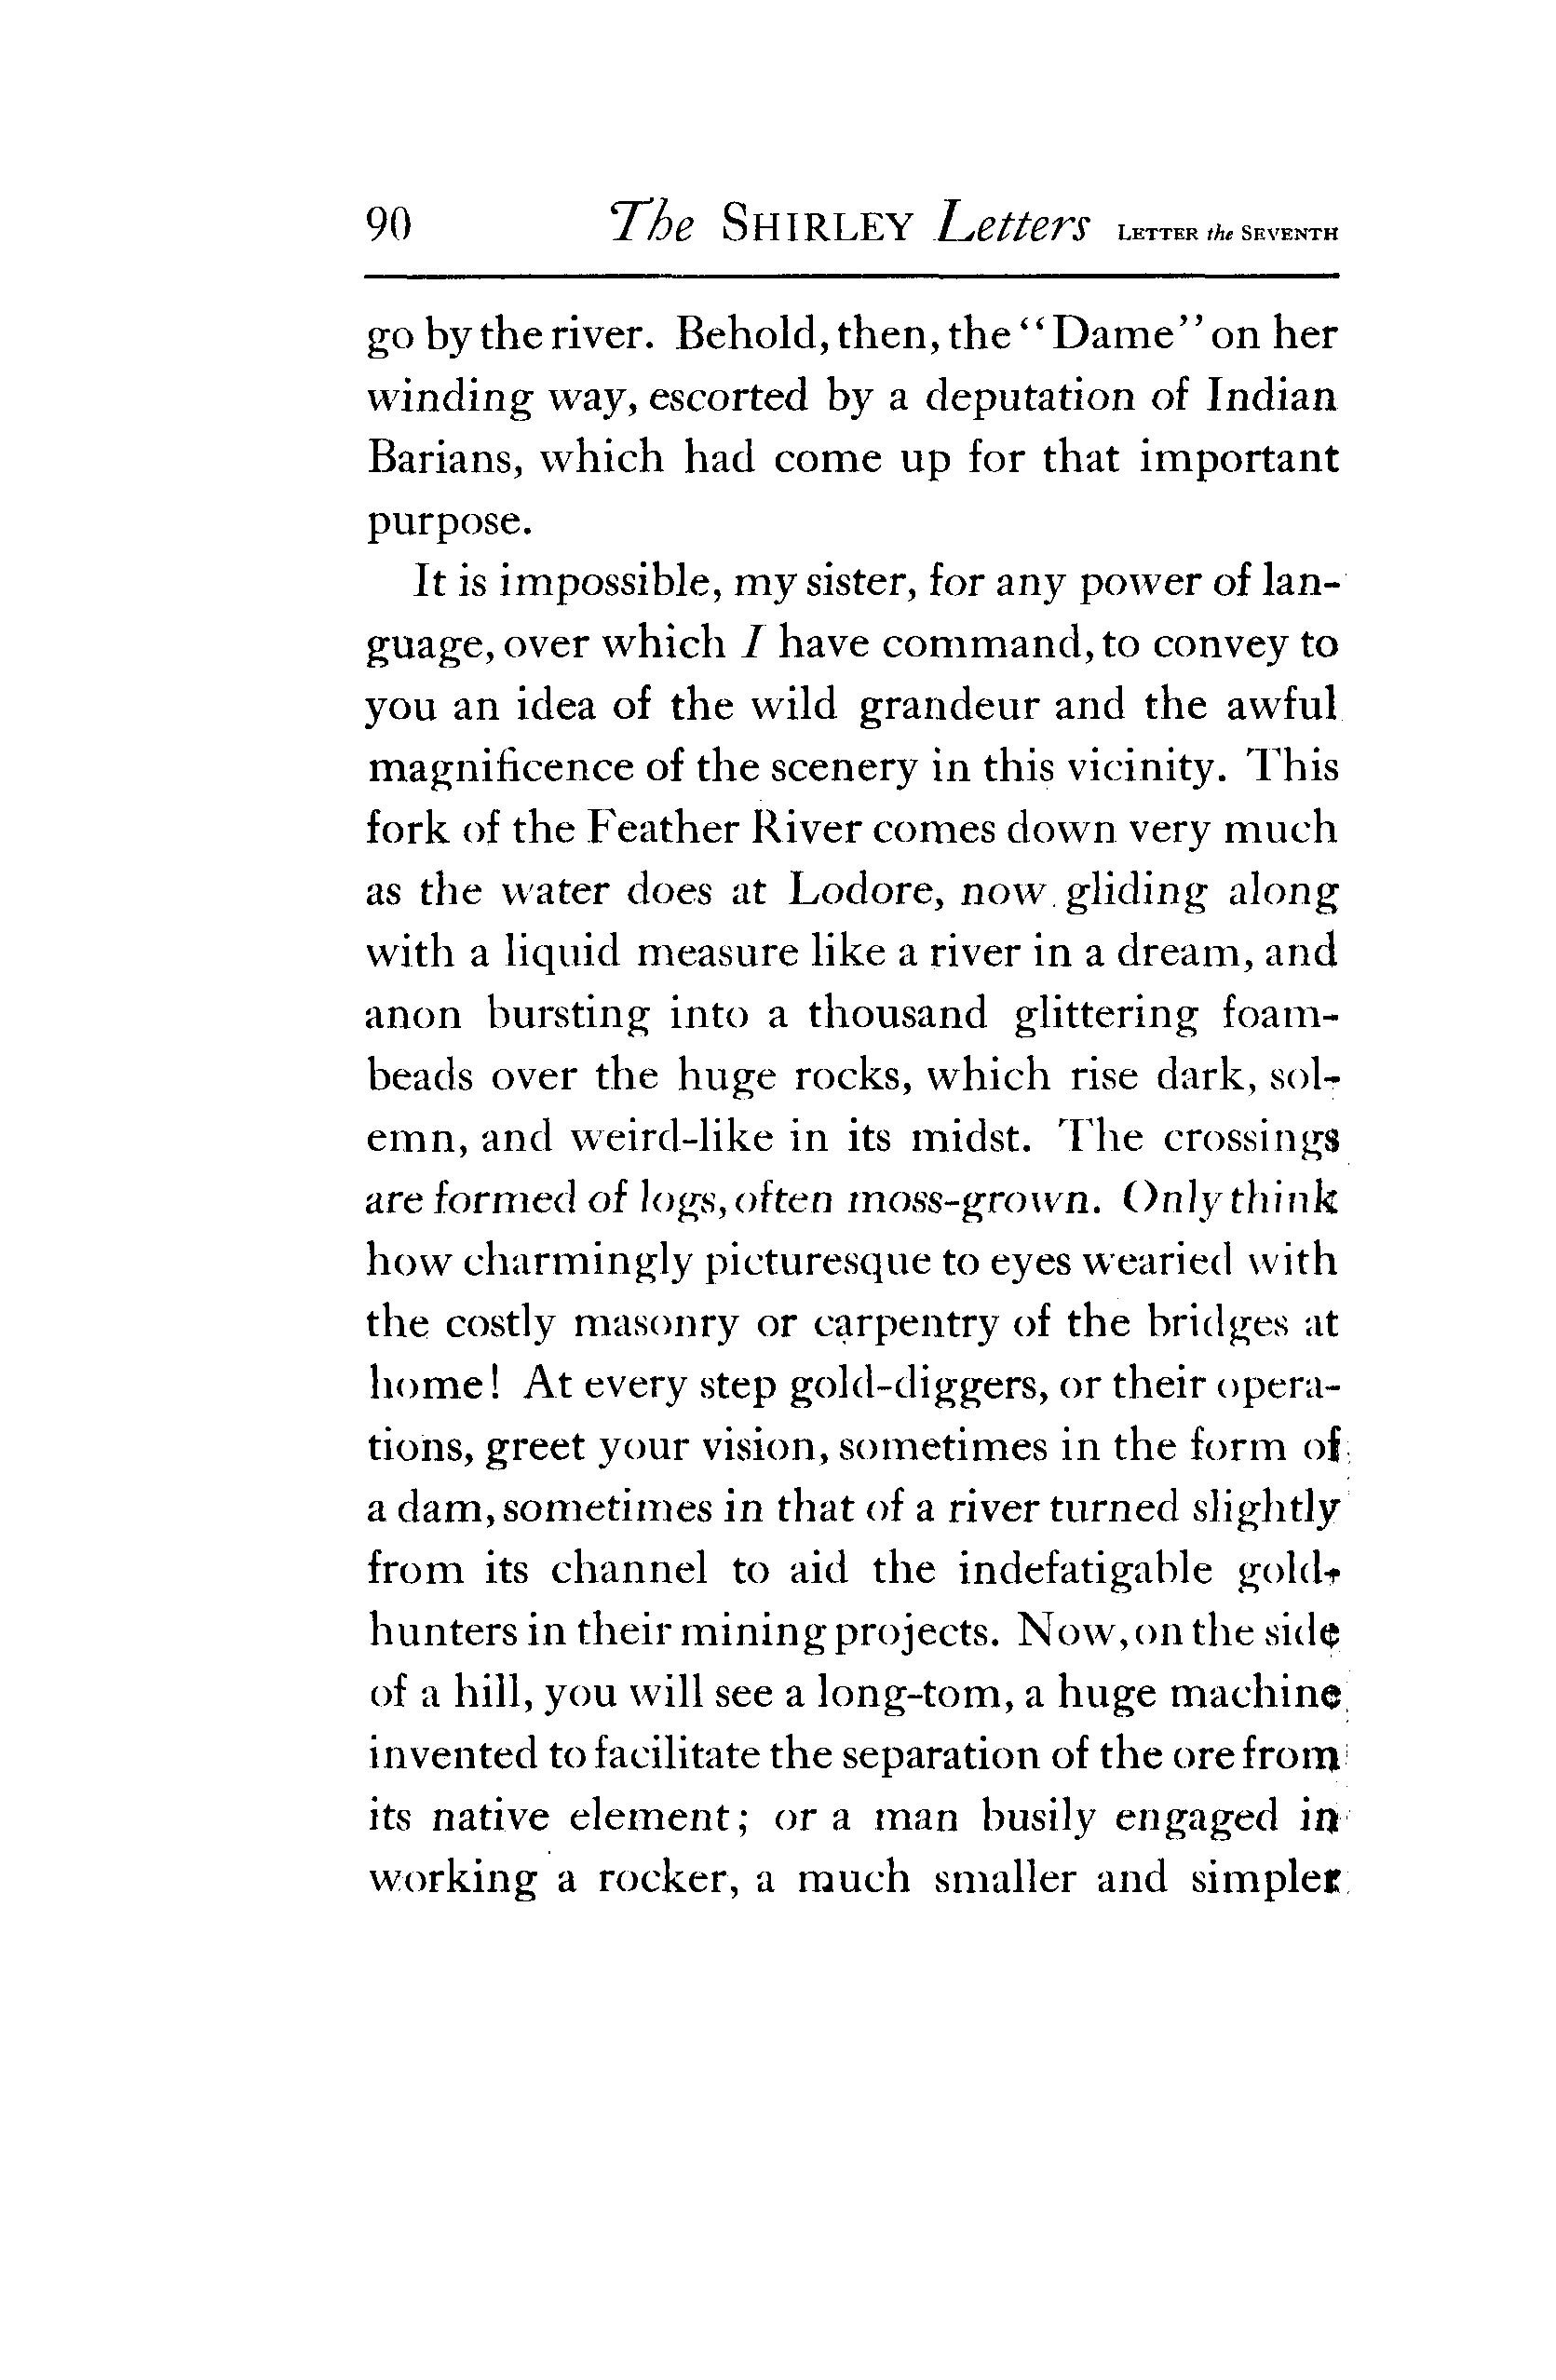 90 The SHIRLEY Letters LETTER the SEVENTH
go by the river. Behold, then, the “Dame” on her
winding way, escorted by a deputation of Indian
Barians, which had come up for that important
purpose.
It is impossible, my sister, for any power of lan-
guage, over which I have command, to convey to
you an idea of the wild grandeur and the awful
magnificence of the scenery in this vicinity. This
fork of the Feather River comes down very much
as the water does at Lodore, now gliding along
with a liquid measure like a river in a dream, and
anon bursting into a thousand glittering foam-
beads over the huge rocks, which rise dark, sol-
emn, and weird-like in its midst. The crossings
are formed of logs, often moss-grown. Only think
how charmingly picturesque to eyes wearied with
the costly masonry or carpentry of the bridges at
home! At every step gold-diggers, or their opera-
tions, greet your vision, sometimes in the form of
a dam, sometimes in that of a river turned slightly
from its channel to aid the indefatigable gold-
hunters in their mining projects. Now, on the side
of a hill, you will see a long-tom, a huge machine
invented to facilitate the separation of the ore from
its native element; or a man busily engaged in
working a rocker, a much smaller and simpler